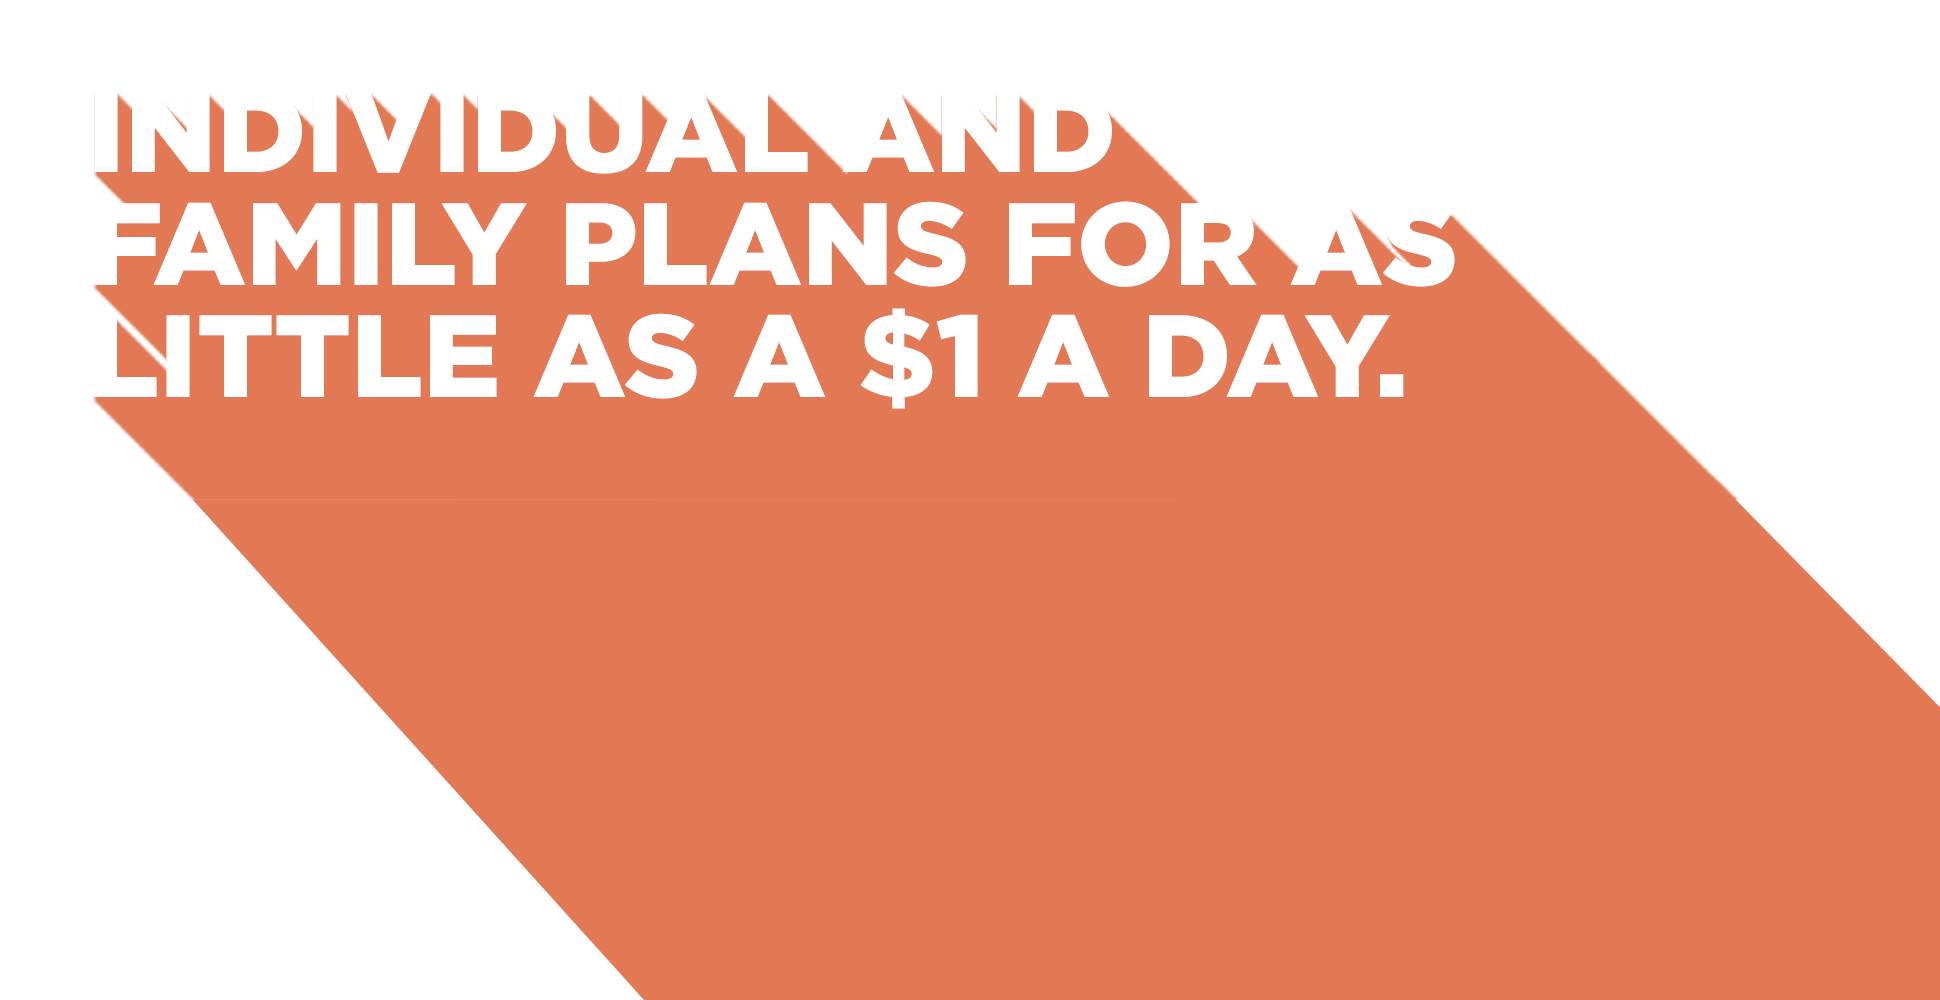 INDIVIDUAL AND
FAMILY PLANS FOR AS
LITTLE AS A $1 A DAY.